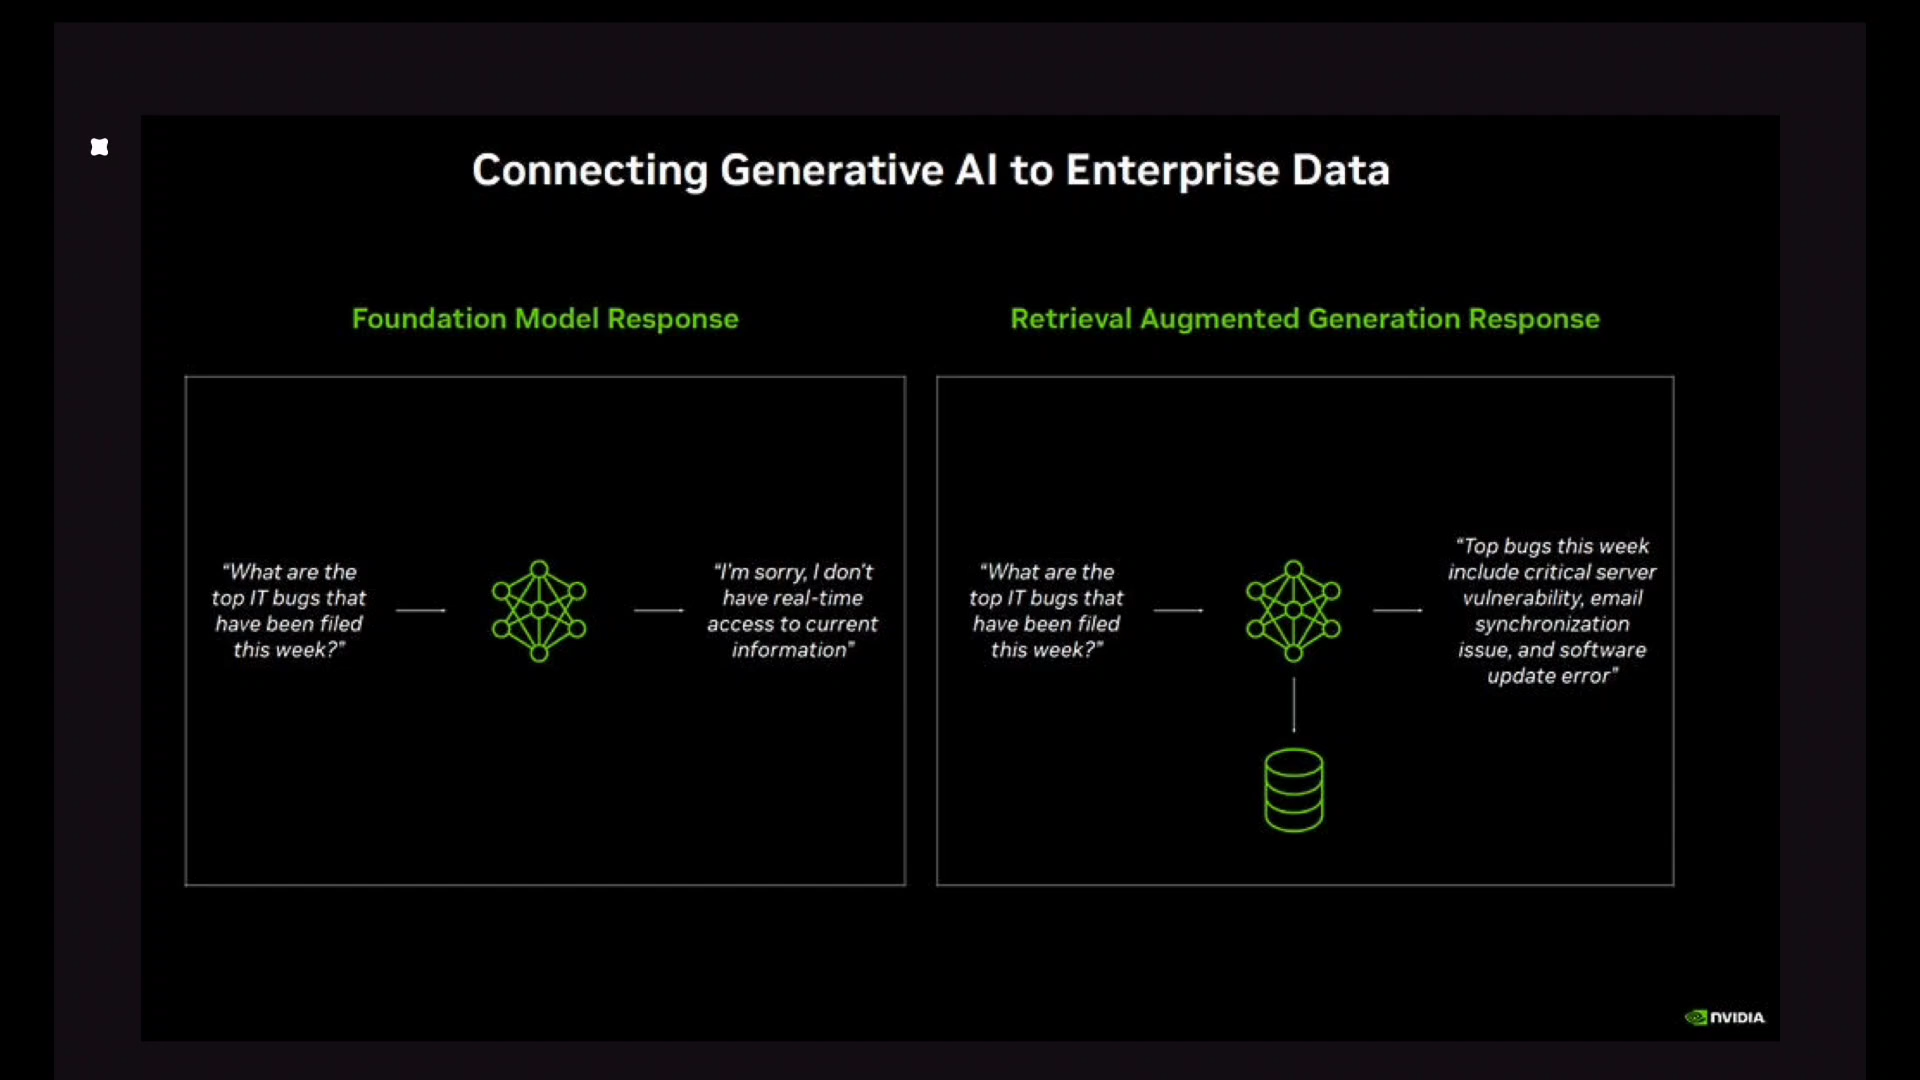 Connecting Generative AI to Enterprise Data
Foundation Model Response
“What are the
top IT bugs that
have been filed
this week?”
“I’m sorry, I don’t
have real-time
access to current
information”
Retrieval Augmented Generation Response
“What are the
top IT bugs that
have been filed
this week?”
“Top bugs this week
include critical server
vulnerability, email
synchronization
issue, and software
update error”
NVIDIA